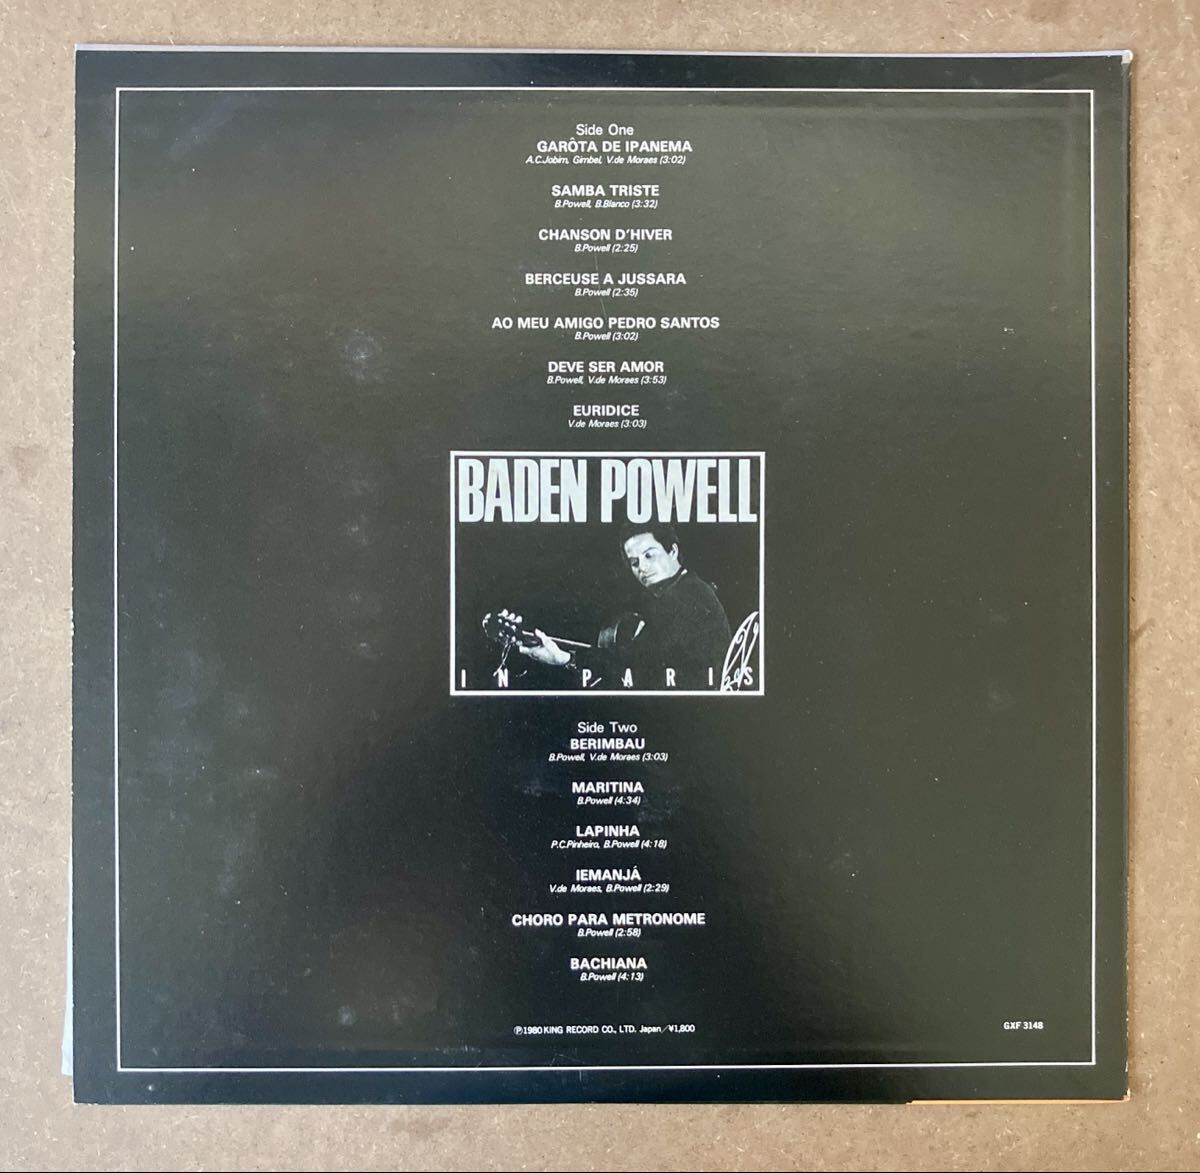 Side One
GARÔTA DE IPANEMA
A.C.Jobim, Gimbel, V.de Moraes (3:02)
SAMBA TRISTE
B.Powell, B.Blanco (3:32)
CHANSON D'HIVER
B.Powell (2:25)
BERCEUSE A JUSSARA
B.Powell (2:35)
AO MEU AMIGO PEDRO SANTOS
B.Powell (3:02)
DEVE SER AMOR
B.Powell, V.de Moraes (3:53)
EURIDICE
V.de Moraes (3:03)
BADEN POWELL
IN PARIS
Side Two
BERIMBAU
B.Powell, V.de Moraes (3:03)
MARITINA
B.Powell (4:34)
LAPINHA
P.C.Pinheiro, B.Powell (4:18)
IEMANJÁ
V.de Moraes, B.Powell (2:29)
CHORO PARA METRONOME
B.Powell (2:58)
BACHIANA
B.Powell (4:13)
℗1980 KING RECORD CO., LTD. Japan／¥1,800
GXF 3148